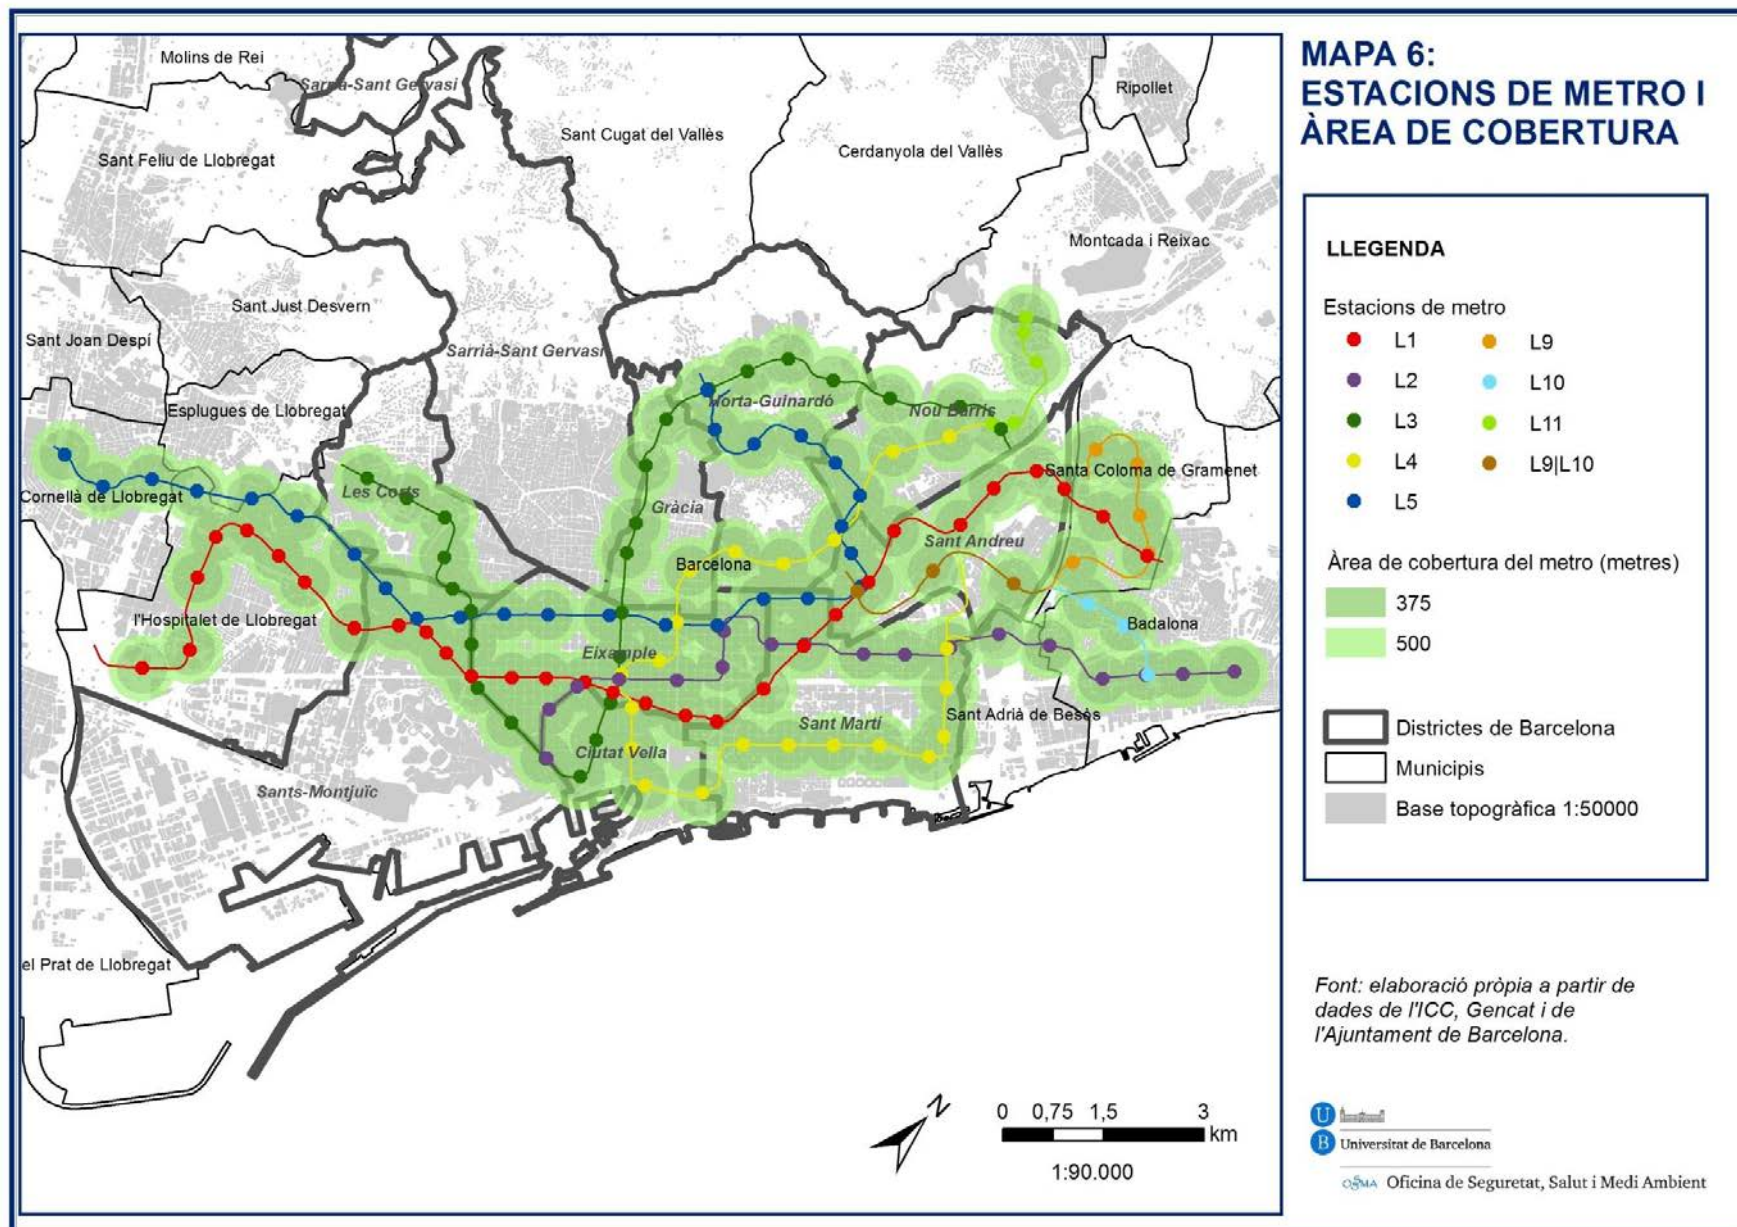 MAPA 6:
ESTACIONS DE METRO I
ÀREA DE COBERTURA
Molins de Rei
Sarrià-Sant Gervasi
Ripollet
Sant Cugat del Vallès
Cerdanyola del Vallès
Sant Feliu de Llobregat
Montcada i Reixac
Sant Just Desvern
Sant Joan Despí
Sarrià-Sant Gervasi
Esplugues de Llobregat
Horta-Guinardó
Nou Barris
Santa Coloma de Gramenet
Cornellà de Llobregat
Les Corts
Gràcia
Sant Andreu
Barcelona
l'Hospitalet de Llobregat
Badalona
Eixample
Sant Martí
Sant Adrià de Besòs
Ciutat Vella
Sants-Montjuïc
el Prat de Llobregat
N
0 0,75 1,5 3
km
1:90.000
LLEGENDA
Estacions de metro
L1 L9
L2 L10
L3 L11
L4 L9|L10
L5
Àrea de cobertura del metro (metres)
375
500
Districtes de Barcelona
Municipis
Base topogràfica 1:50000
Font: elaboració pròpia a partir de
dades de l'ICC, Gencat i de
l'Ajuntament de Barcelona.
U
B Universitat de Barcelona
OSSMA Oficina de Seguretat, Salut i Medi Ambient